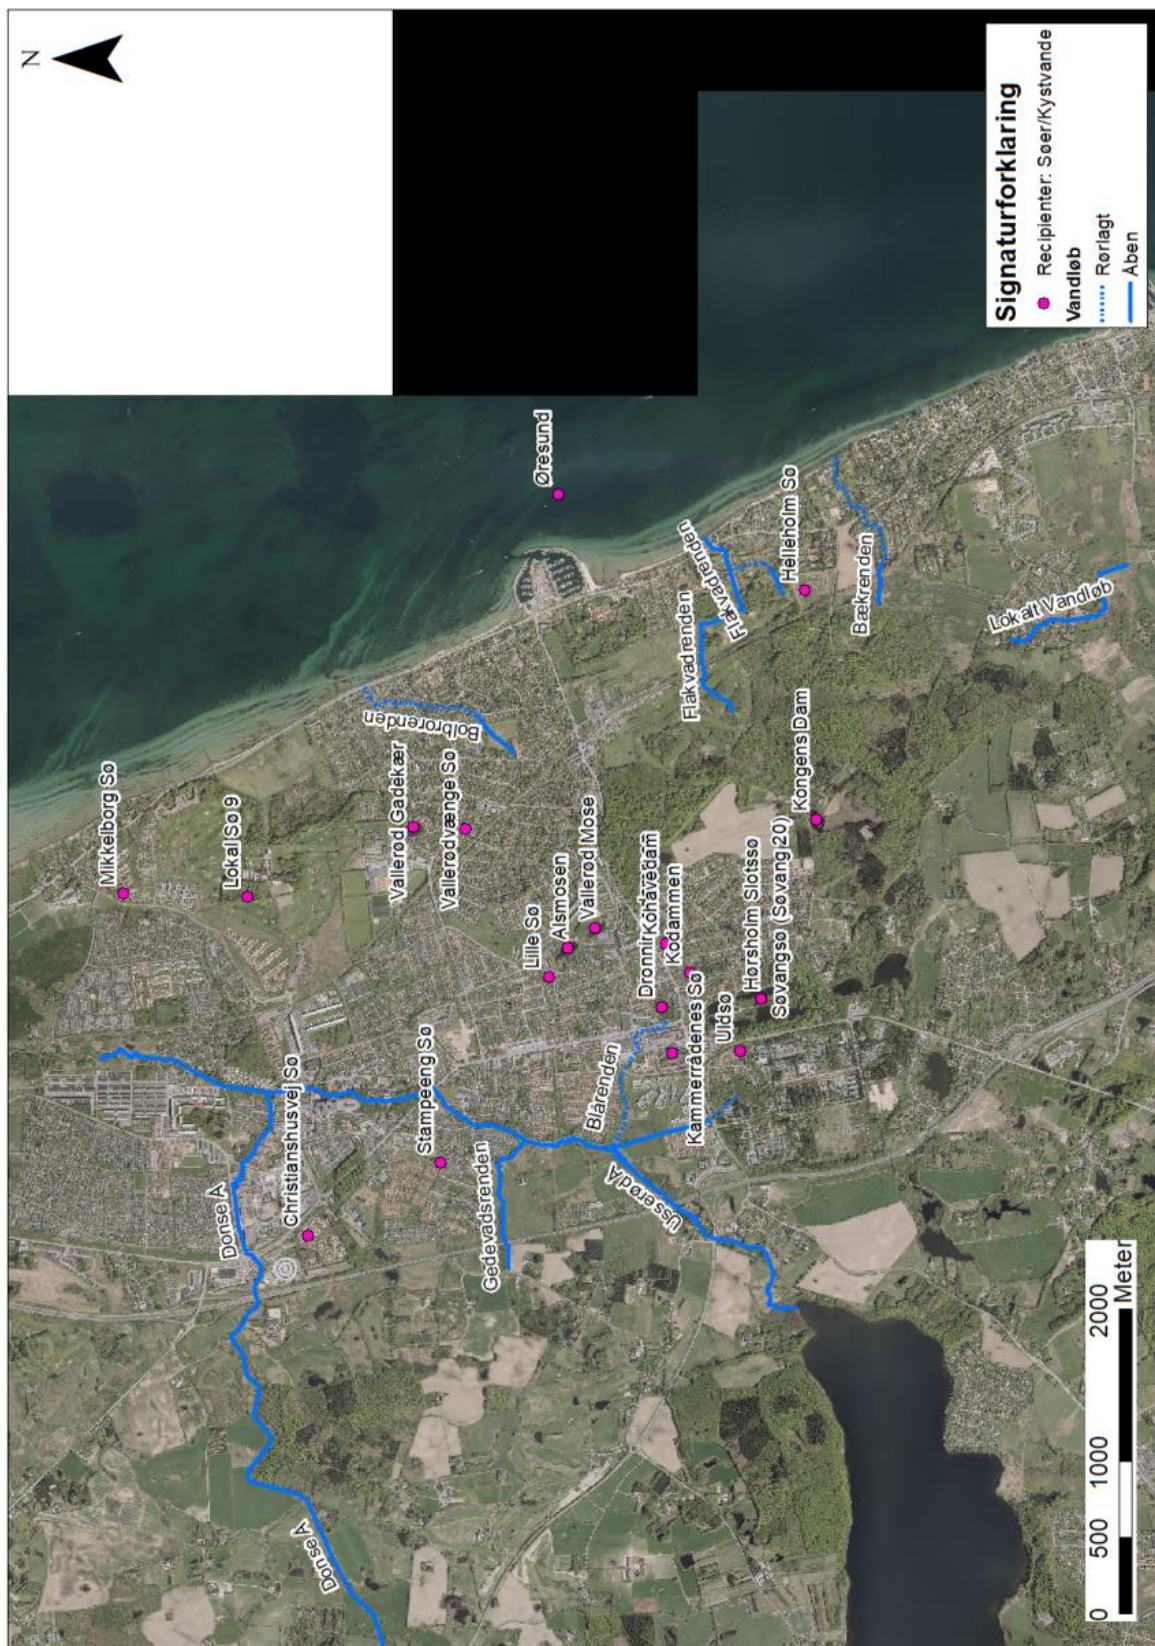 N
Mikkelborg Sø
Lokal Sø 9
Vallerød Gadekær
Vallerødvænge Sø
Bolbrorenden
Øresund
Lille Sø
Alsmosen
Vallerød Mose
Donse Å
Christianshusvej Sø
Stampeeng Sø
Gedevadsrenden
Blårenden
Usserød Å
Kohavedam
Kodammen
Kammerrådenes Sø
Uldsø
Hørsholm Slotssø
Søvangsø (Søvang 20)
Kongens Dam
Flakvadrenden
Flakvadrenden
Helleholm Sø
Bækrenden
Lokalt Vandløb
Donse Å
Signaturforklaring
Recipienter: Søer/Kystvande
Vandløb
Rørlagt
Åben
0 500 1000 2000
Meter